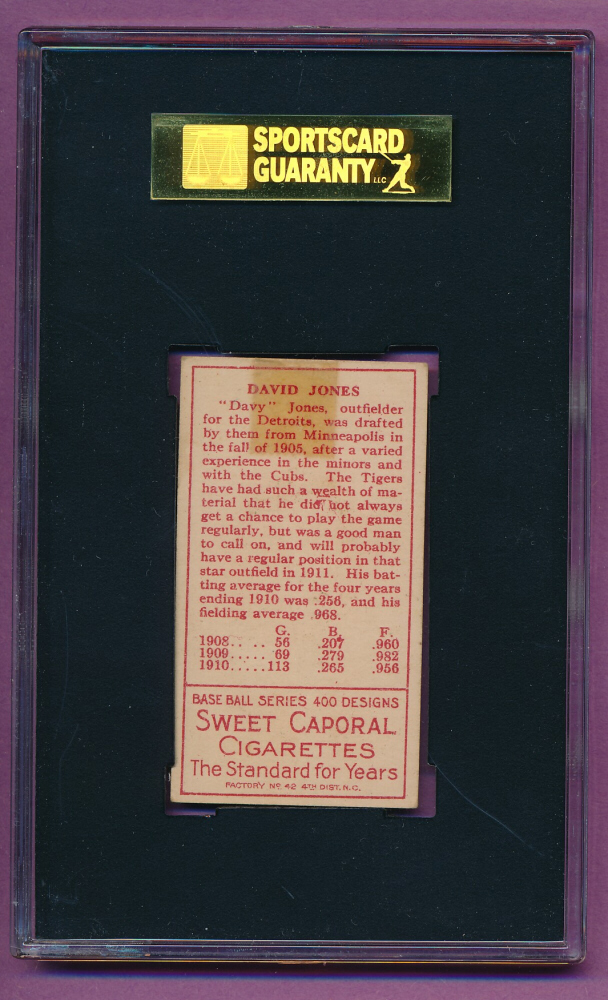 SPORTSCARD
GUARANTY LLC
DAVID JONES
"Davy" Jones, outfielder
for the Detroits, was drafted
by them from Minneapolis in
the fall of 1905, after a varied
experience in the minors and
with the Cubs. The Tigers
have had such a wealth of ma-
terial that he did not always
get a chance to play the game
regularly, but was a good man
to call on, and will probably
have a regular position in that
star outfield in 1911. His bat-
ting average for the four years
ending 1910 was .256, and his
fielding average .968.
G. B. F.
1908..... 56 .207 .960
1909..... 69 .279 .982
1910.....113 .265 .956
BASE BALL SERIES 400 DESIGNS
SWEET CAPORAL
CIGARETTES
The Standard for Years
FACTORY No. 42 4TH DIST. N.C.